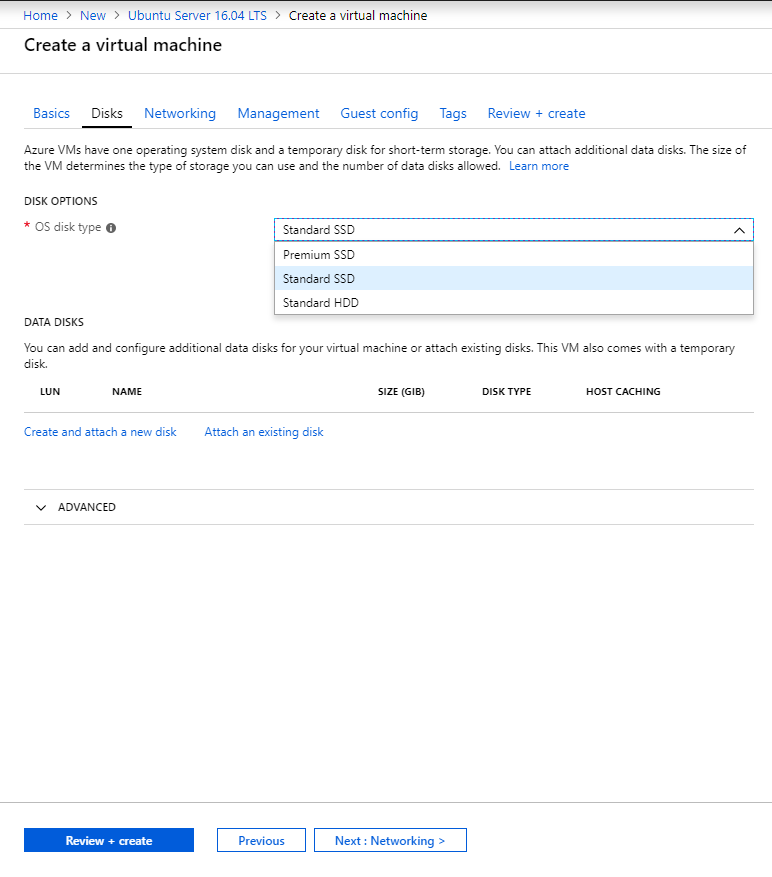 Home > New > Ubuntu Server 16.04 LTS > Create a virtual machine
Create a virtual machine
Basics Disks Networking Management Guest config Tags Review + create
Azure VMs have one operating system disk and a temporary disk for short-term storage. You can attach additional data disks. The size of
the VM determines the type of storage you can use and the number of data disks allowed. Learn more
DISK OPTIONS
* OS disk type
Standard SSD
Premium SSD
Standard SSD
Standard HDD
DATA DISKS
You can add and configure additional data disks for your virtual machine or attach existing disks. This VM also comes with a temporary
disk.
LUN NAME SIZE (GIB) DISK TYPE HOST CACHING
Create and attach a new disk Attach an existing disk
ADVANCED
Review + create Previous Next : Networking >